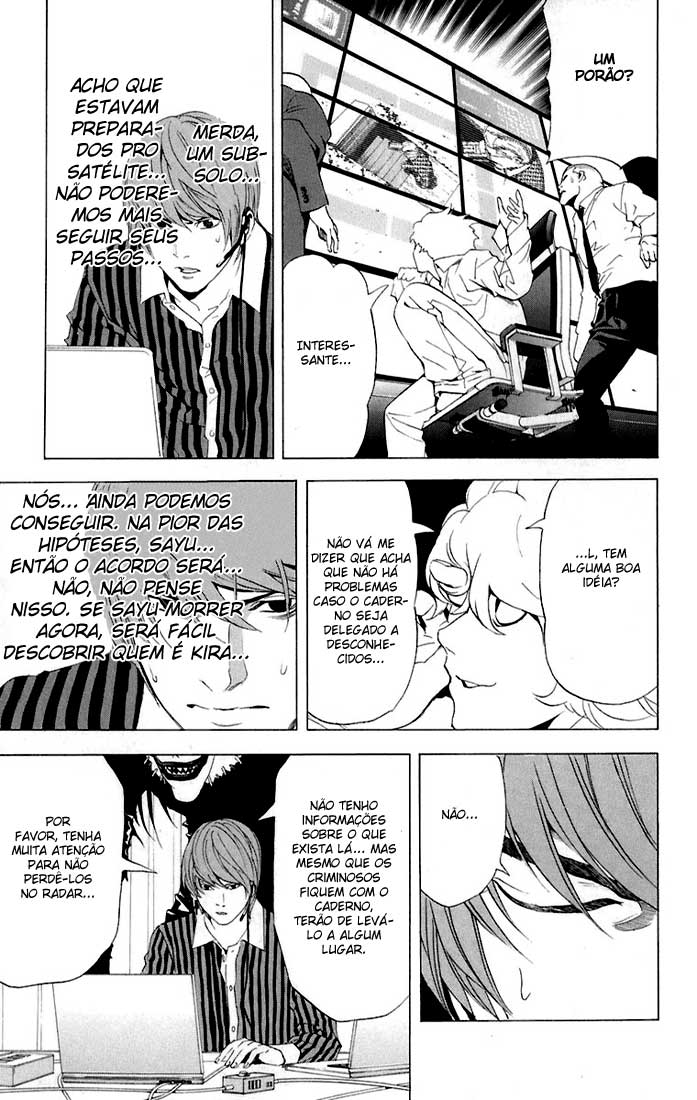 UM
PORÃO?
INTERES-
SANTE...
MERDA,
UM SUB-
SOLO...
ACHO QUE
ESTAVAM
PREPARA-
DOS PRO
SATÉLITE...
NÃO PODERE-
MOS MAIS
SEGUIR SEUS
PASSOS...
...L, TEM
ALGUMA BOA
IDÉIA?
NÃO VÁ ME
DIZER QUE ACHA
QUE NÃO HÁ
PROBLEMAS
CASO O CADER-
NO SEJA
DELEGADO A
DESCONHE-
CIDOS...
NÓS... AINDA PODEMOS
CONSEGUIR. NA PIOR DAS
HIPÓTESES, SAYU...
ENTÃO O ACORDO SERÁ...
NÃO, NÃO PENSE
NISSO. SE SAYU MORRER
AGORA, SERÁ FÁCIL
DESCOBRIR QUEM É KIRA...
NÃO...
NÃO TENHO
INFORMAÇÕES
SOBRE O QUE
EXISTA LÁ... MAS
MESMO QUE OS
CRIMINOSOS
FIQUEM COM O
CADERNO,
TERÃO DE LEVÁ-
LO A ALGUM
LUGAR.
POR
FAVOR, TENHA
MUITA ATENÇÃO
PARA NÃO
PERDÊ-LOS
NO RADAR...